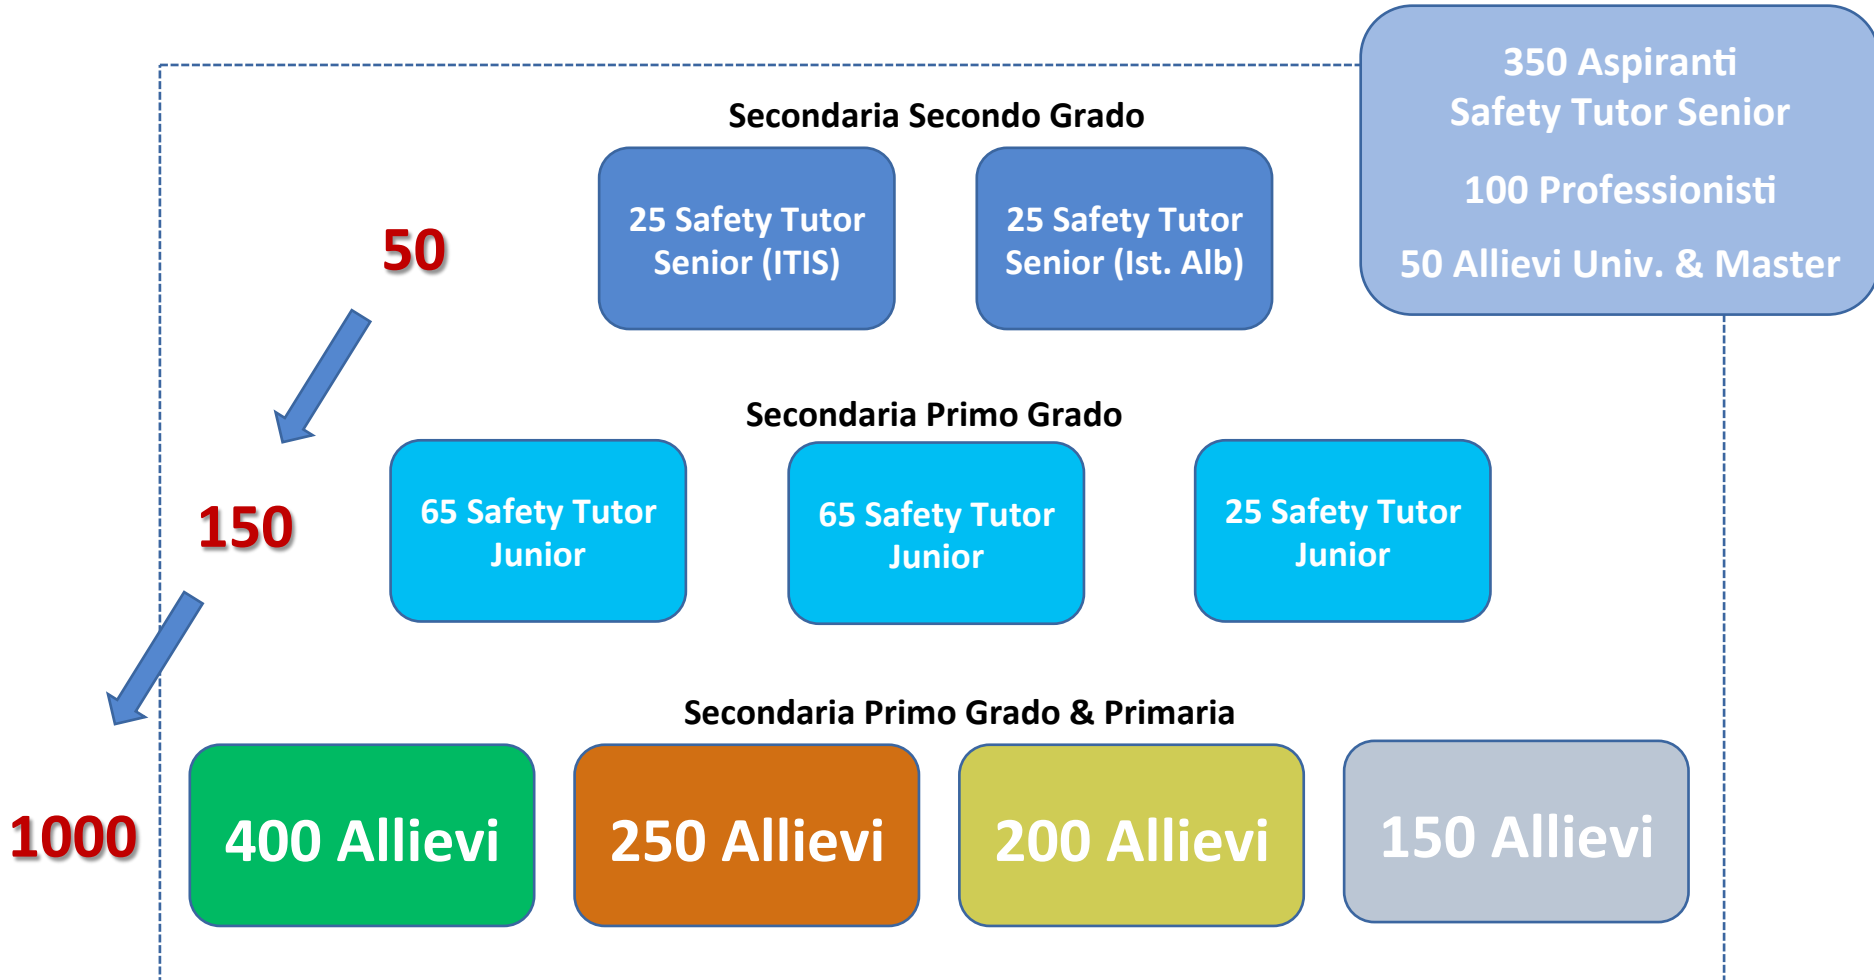 350 Aspiranti
Safety Tutor Senior
100 Professionisti
50 Allievi Univ. & Master
Secondaria Secondo Grado
50
25 Safety Tutor
Senior (ITIS)
25 Safety Tutor
Senior (Ist. Alb)
Secondaria Primo Grado
150
65 Safety Tutor
Junior
65 Safety Tutor
Junior
25 Safety Tutor
Junior
Secondaria Primo Grado & Primaria
1000
400 Allievi
250 Allievi
200 Allievi
150 Allievi